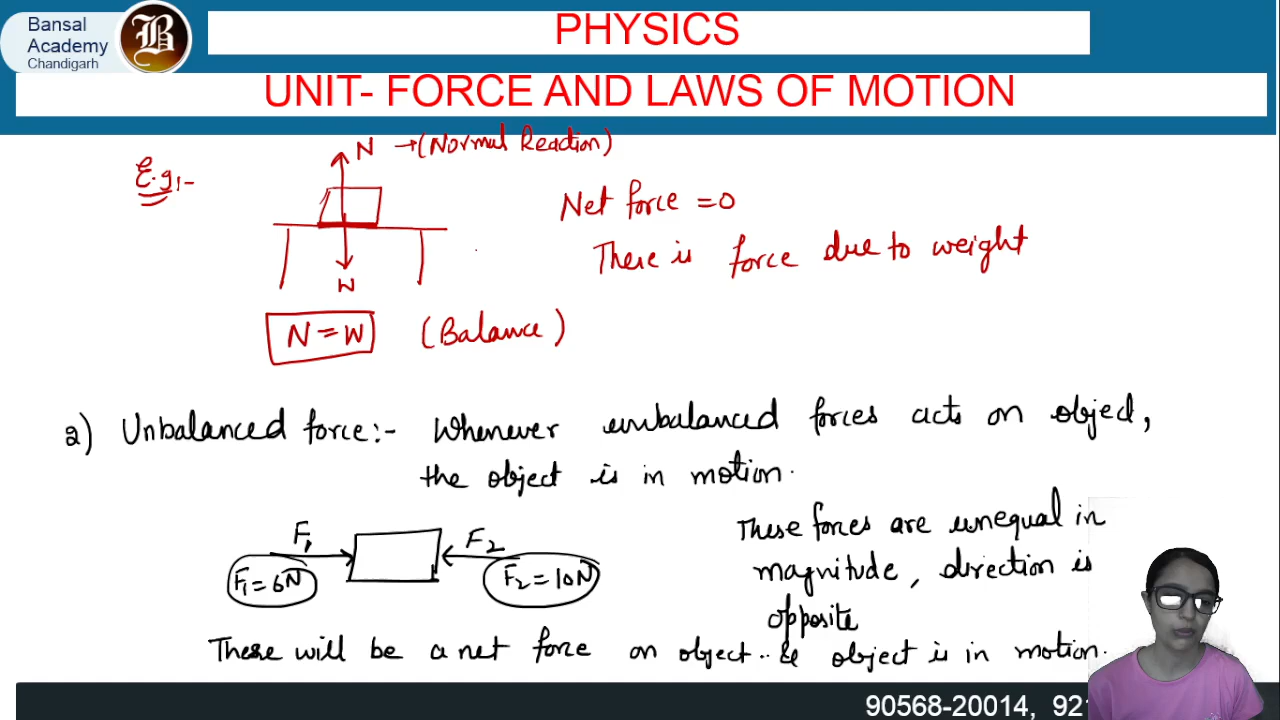 Bansal
Academy
Chandigarh
B
PHYSICS
UNIT- FORCE AND LAWS OF MOTION
E.g:-
N →(Normal Reaction)
Net force = 0
There is force due to weight
W
N = W (Balance)
2) Unbalanced force:- Whenever unbalanced forces acts on object,
the object is in motion.
F1 F2
F1 = 6N F2 = 10N
These forces are unequal in
magnitude, direction is
opposite
There will be a net force on object .. & object is in motion.
90568-20014, 92